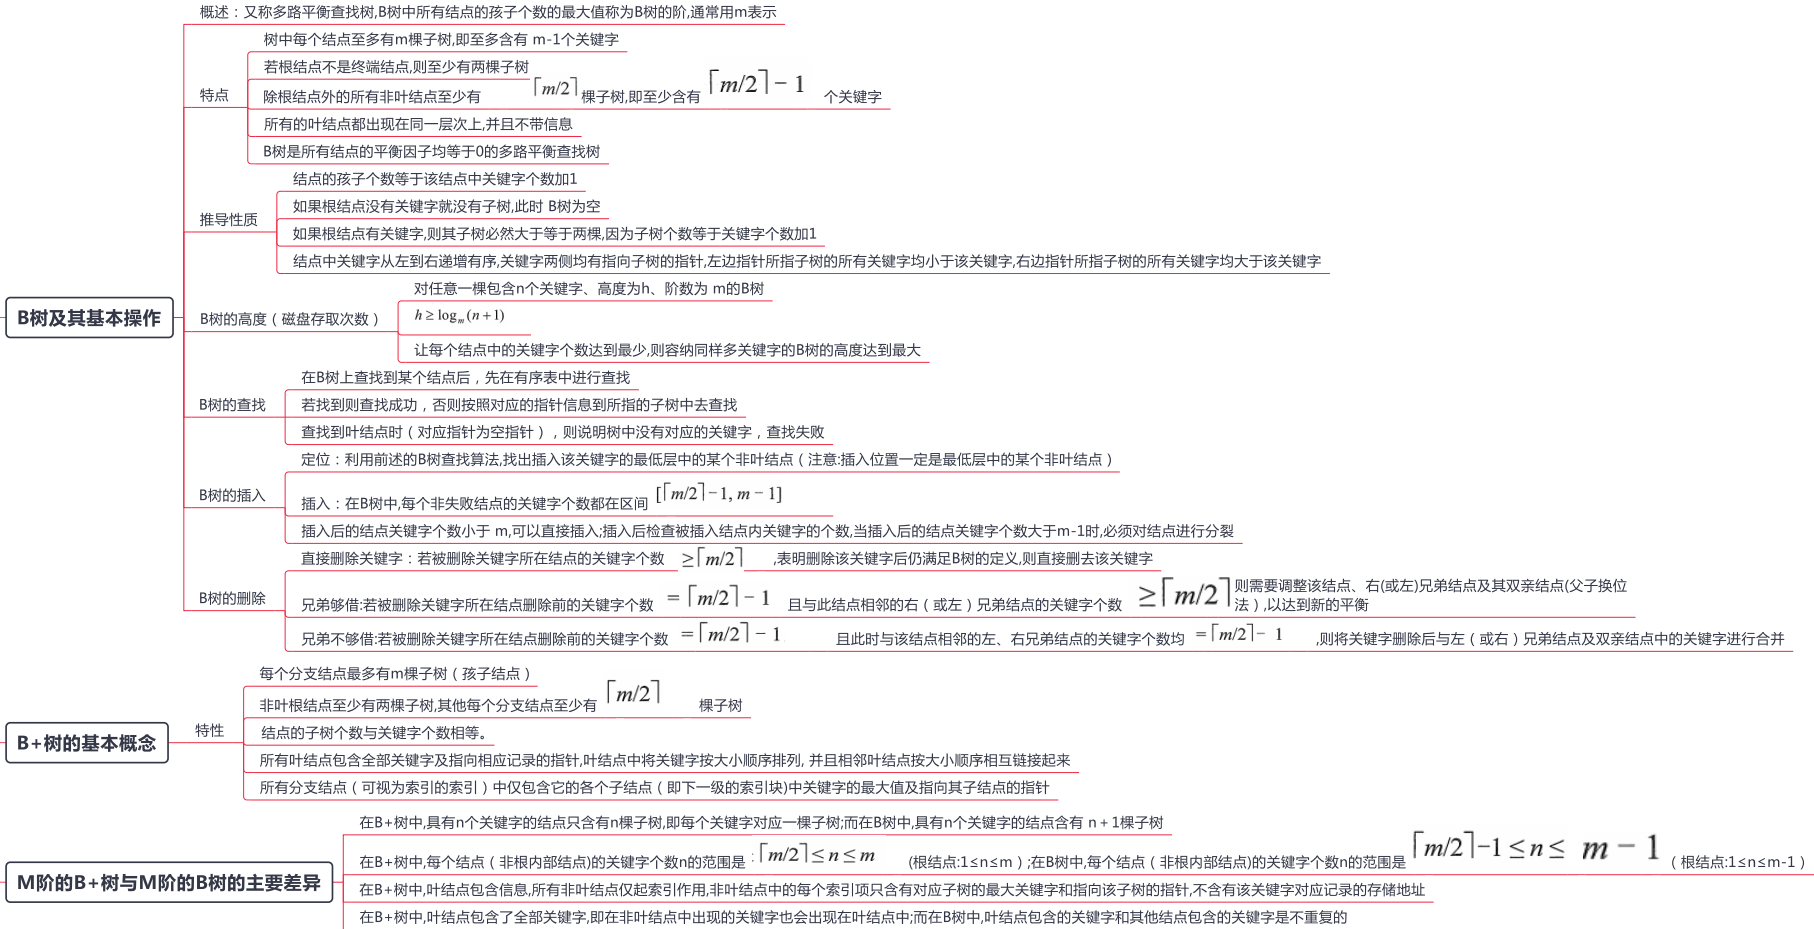 B树及其基本操作
概述：又称多路平衡查找树,B树中所有结点的孩子个数的最大值称为B树的阶,通常用m表示
特点
树中每个结点至多有m棵子树,即至多含有 m-1个关键字
若根结点不是终端结点,则至少有两棵子树
除根结点外的所有非叶结点至少有 ⌈m/2⌉ 棵子树,即至少含有 ⌈m/2⌉ − 1 个关键字
所有的叶结点都出现在同一层次上,并且不带信息
B树是所有结点的平衡因子均等于0的多路平衡查找树
推导性质
结点的孩子个数等于该结点中关键字个数加1
如果根结点没有关键字就没有子树,此时 B树为空
如果根结点有关键字,则其子树必然大于等于两棵,因为子树个数等于关键字个数加1
结点中关键字从左到右递增有序,关键字两侧均有指向子树的指针,左边指针所指子树的所有关键字均小于该关键字,右边指针所指子树的所有关键字均大于该关键字
B树的高度（磁盘存取次数）
对任意一棵包含n个关键字、高度为h、阶数为 m的B树
h ≥ logₘ(n + 1)
让每个结点中的关键字个数达到最少,则容纳同样多关键字的B树的高度达到最大
B树的查找
在B树上查找到某个结点后，先在有序表中进行查找
若找到则查找成功，否则按照对应的指针信息到所指的子树中去查找
查找到叶结点时（对应指针为空指针），则说明树中没有对应的关键字，查找失败
B树的插入
定位：利用前述的B树查找算法,找出插入该关键字的最低层中的某个非叶结点（注意:插入位置一定是最低层中的某个非叶结点）
插入：在B树中,每个非失败结点的关键字个数都在区间 [⌈m/2⌉ − 1, m − 1]
插入后的结点关键字个数小于 m,可以直接插入;插入后检查被插入结点内关键字的个数,当插入后的结点关键字个数大于m-1时,必须对结点进行分裂
B树的删除
直接删除关键字：若被删除关键字所在结点的关键字个数 ≥⌈m/2⌉ ,表明删除该关键字后仍满足B树的定义,则直接删去该关键字
兄弟够借:若被删除关键字所在结点删除前的关键字个数 = ⌈m/2⌉ − 1 且与此结点相邻的右（或左）兄弟结点的关键字个数 ≥⌈m/2⌉ 则需要调整该结点、右(或左)兄弟结点及其双亲结点(父子换位
法）,以达到新的平衡
兄弟不够借:若被删除关键字所在结点删除前的关键字个数 =⌈m/2⌉ − 1 且此时与该结点相邻的左、右兄弟结点的关键字个数均 =⌈m/2⌉− 1 ,则将关键字删除后与左（或右）兄弟结点及双亲结点中的关键字进行合并
B+树的基本概念
特性
每个分支结点最多有m棵子树（孩子结点）
非叶根结点至少有两棵子树,其他每个分支结点至少有 ⌈m/2⌉ 棵子树
结点的子树个数与关键字个数相等。
所有叶结点包含全部关键字及指向相应记录的指针,叶结点中将关键字按大小顺序排列, 并且相邻叶结点按大小顺序相互链接起来
所有分支结点（可视为索引的索引）中仅包含它的各个子结点（即下一级的索引块)中关键字的最大值及指向其子结点的指针
M阶的B+树与M阶的B树的主要差异
在B+树中,具有n个关键字的结点只含有n棵子树,即每个关键字对应一棵子树;而在B树中,具有n个关键字的结点含有 n + 1棵子树
在B+树中,每个结点（非根内部结点)的关键字个数n的范围是 ⌈m/2⌉ ≤ n ≤ m (根结点:1≤n≤m）;在B树中,每个结点（非根内部结点)的关键字个数n的范围是 ⌈m/2⌉−1 ≤ n ≤ m − 1 （根结点:1≤n≤m-1）
在B+树中,叶结点包含信息,所有非叶结点仅起索引作用,非叶结点中的每个索引项只含有对应子树的最大关键字和指向该子树的指针,不含有该关键字对应记录的存储地址
在B+树中,叶结点包含了全部关键字,即在非叶结点中出现的关键字也会出现在叶结点中;而在B树中,叶结点包含的关键字和其他结点包含的关键字是不重复的